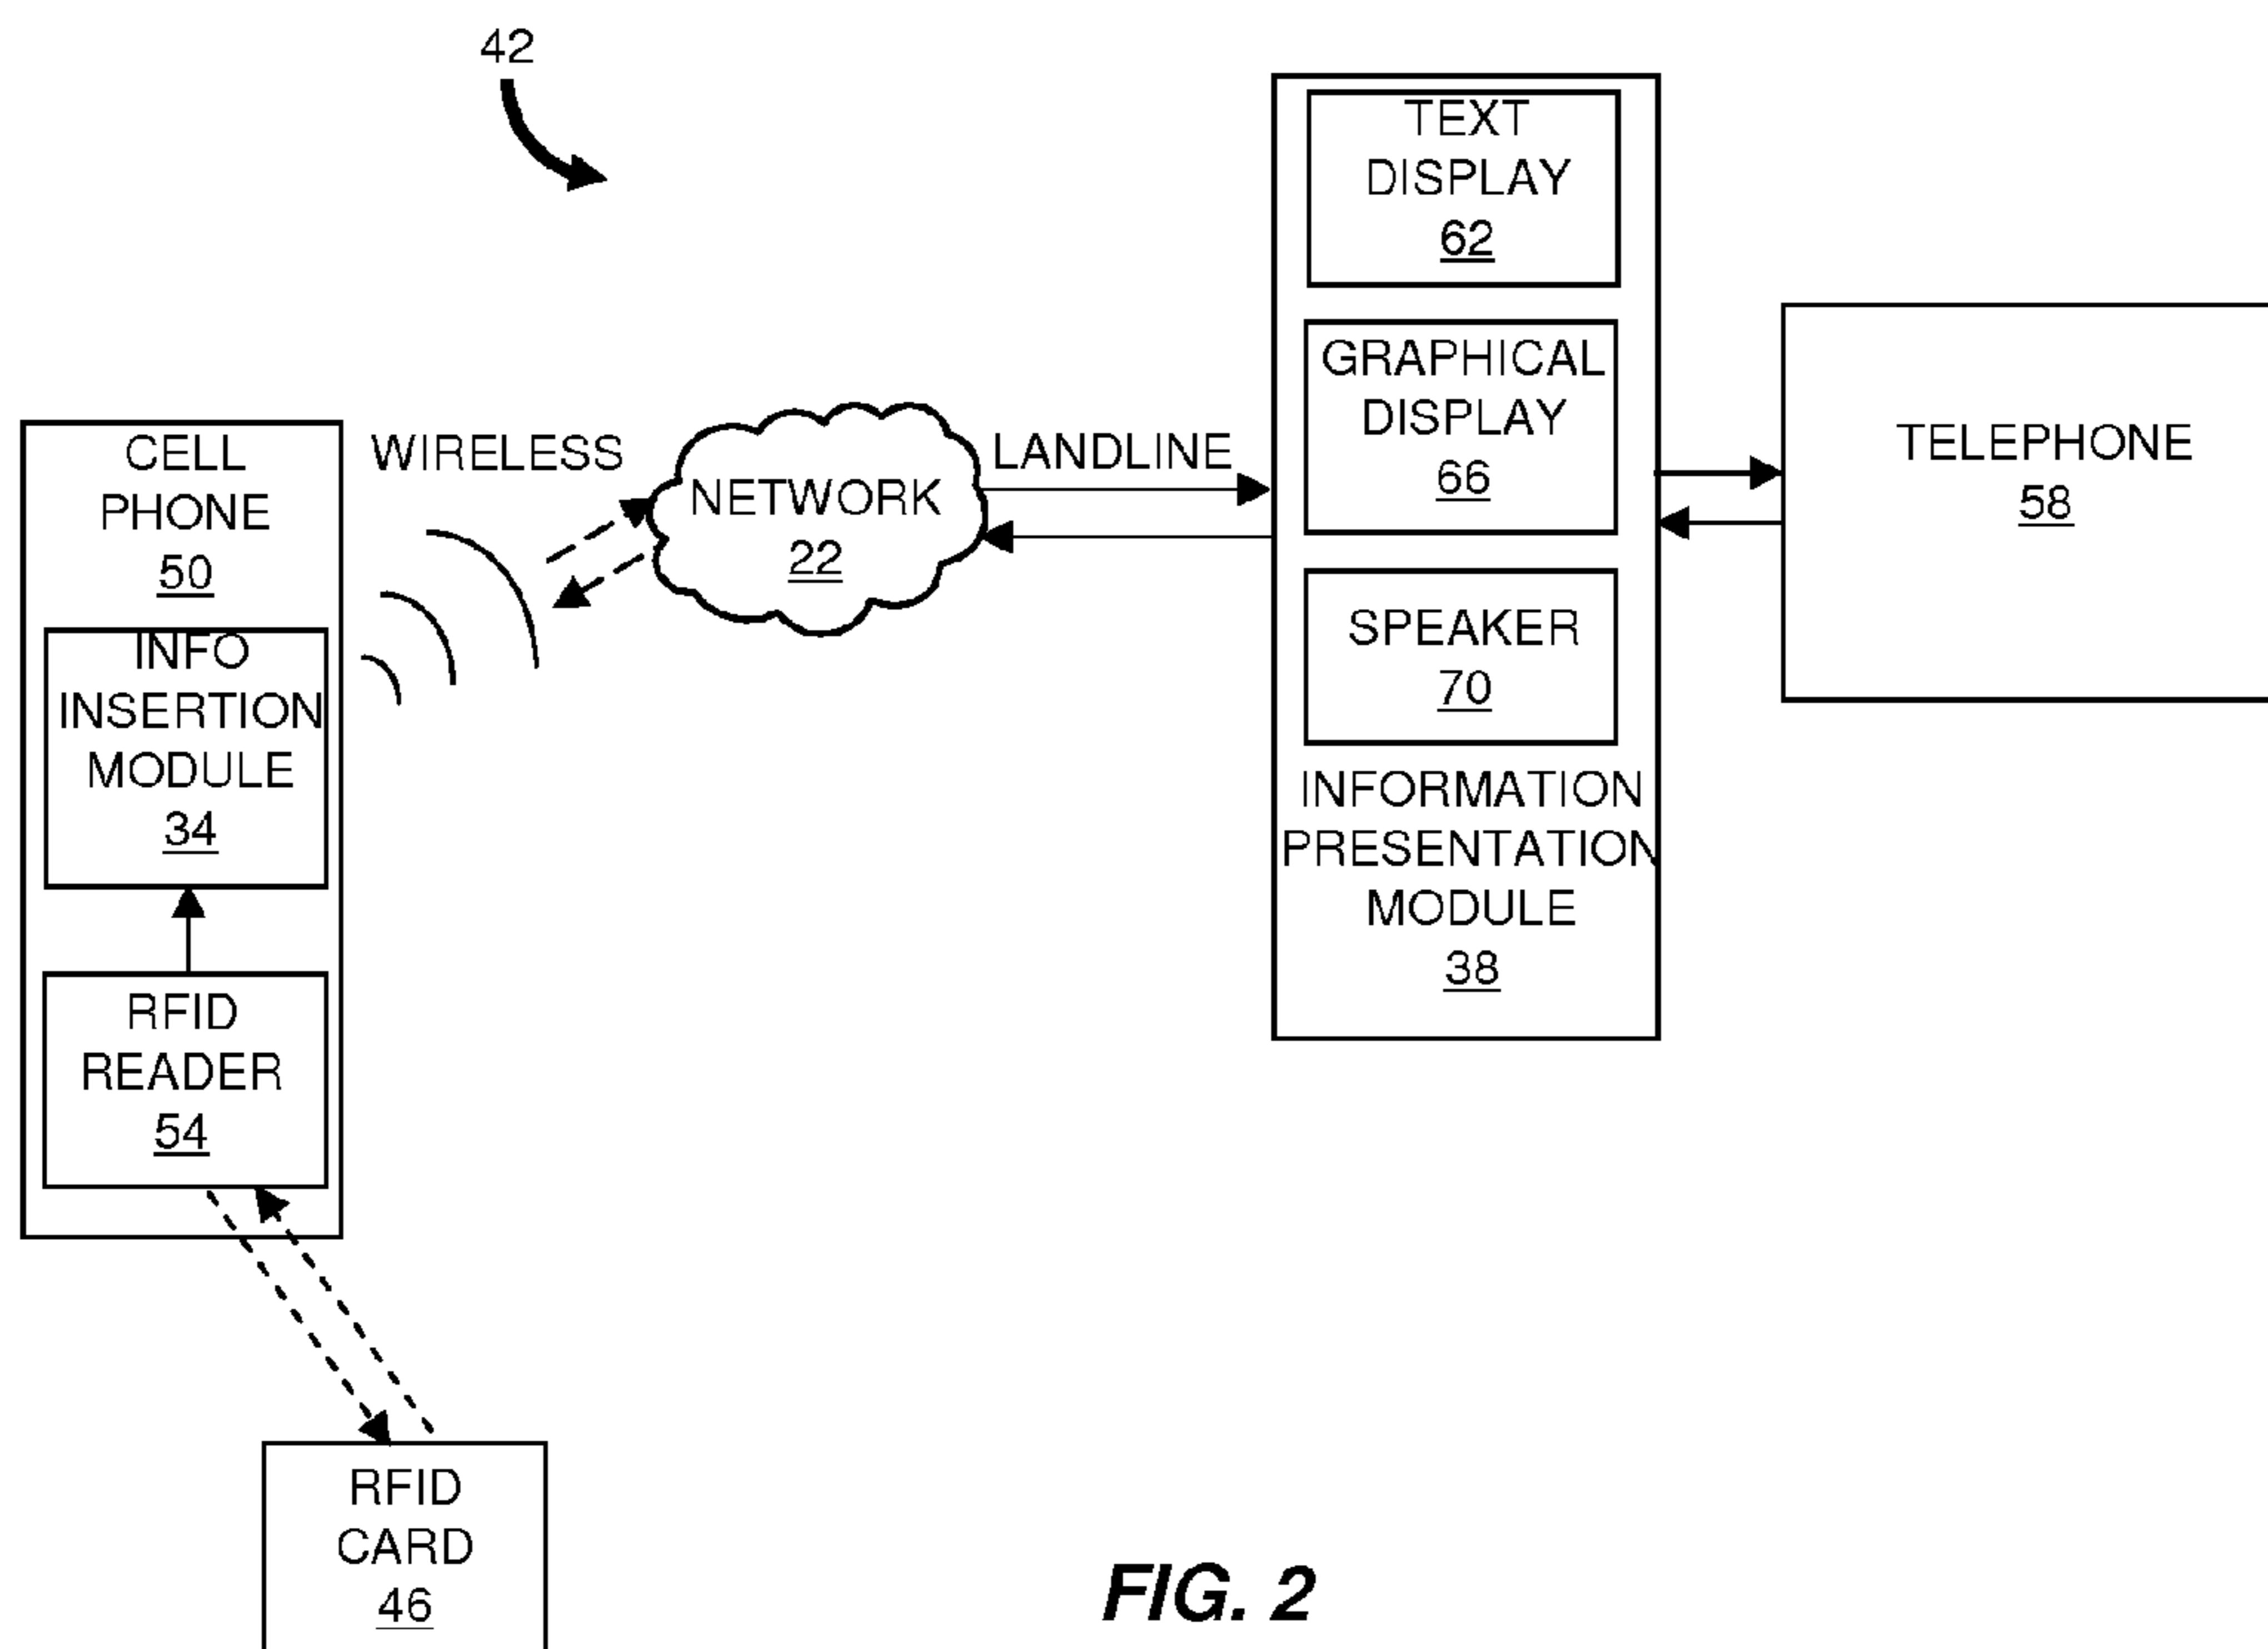 42
TEXT
DISPLAY
62
GRAPHICAL
DISPLAY
66
SPEAKER
70
INFORMATION
PRESENTATION
MODULE
38
TELEPHONE
58
CELL
PHONE
50
INFO
INSERTION
MODULE
34
RFID
READER
54
WIRELESS
NETWORK
22
LANDLINE
RFID
CARD
46
FIG. 2